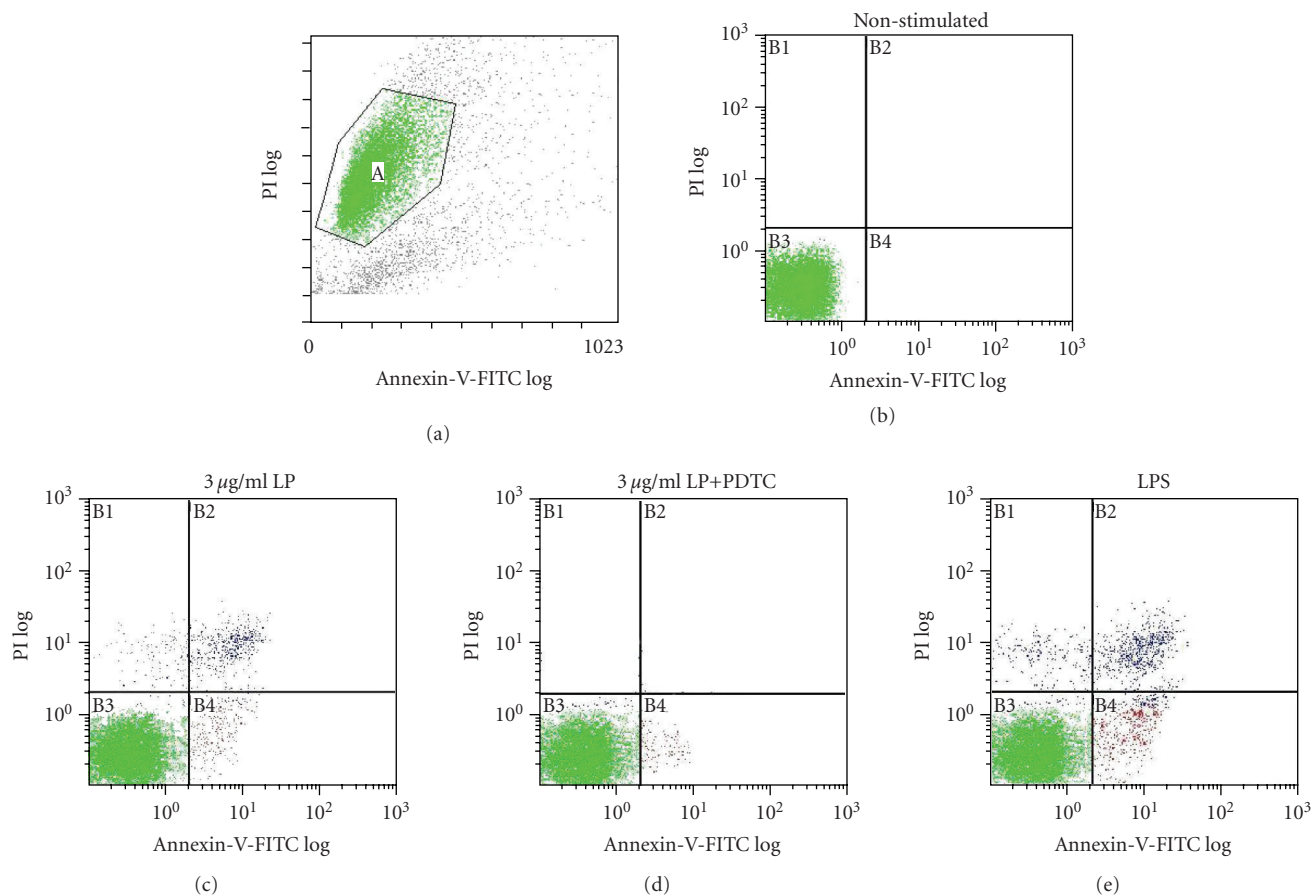 PI log
A
0
1023
Annexin-V-FITC log
(a)
Non-stimulated
10³
10²
10¹
10⁰
PI log
B1
B2
B3
B4
10⁰
10¹
10²
10³
Annexin-V-FITC log
(b)
3 µg/ml LP
10³
10²
10¹
10⁰
PI log
B1
B2
B3
B4
10⁰
10¹
10²
10³
Annexin-V-FITC log
(c)
3 µg/ml LP+PDTC
10³
10²
10¹
10⁰
PI log
B1
B2
B3
B4
10⁰
10¹
10²
10³
Annexin-V-FITC log
(d)
LPS
10³
10²
10¹
10⁰
PI log
B1
B2
B3
B4
10⁰
10¹
10²
10³
Annexin-V-FITC log
(e)